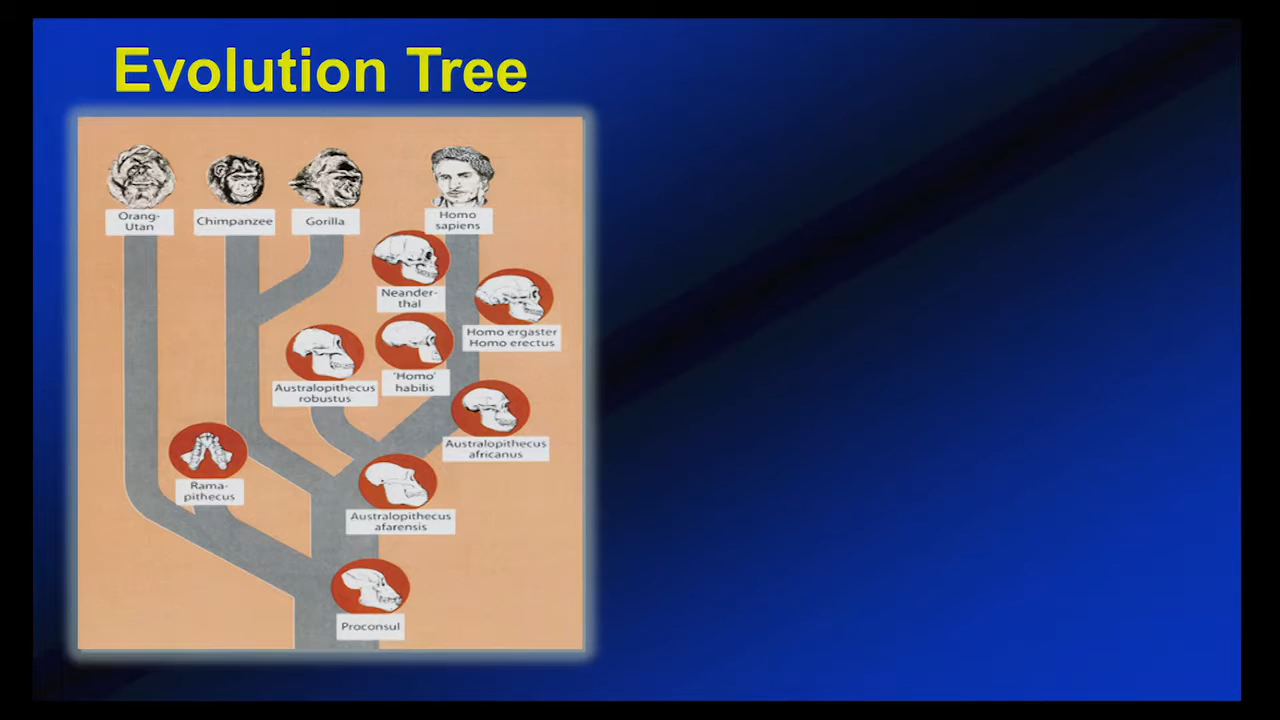 Evolution Tree
Orang-
Utan
Chimpanzee
Gorilla
Homo
sapiens
Neander-
thal
Homo ergaster
Homo erectus
Australopithecus
robustus
'Homo'
habilis
Australopithecus
africanus
Rama-
pithecus
Australopithecus
afarensis
Proconsul